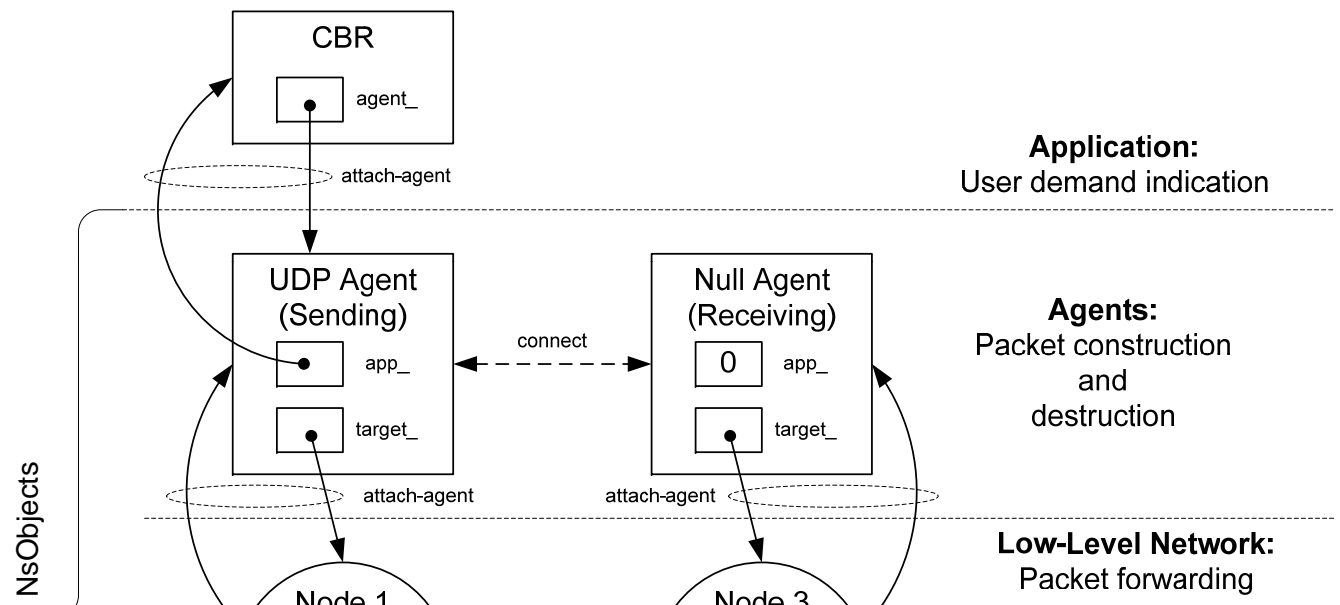 CBR
agent_
attach-agent
Application:
User demand indication
UDP Agent
(Sending)
app_
target_
connect
Null Agent
(Receiving)
0
app_
target_
Agents:
Packet construction
and
destruction
attach-agent
attach-agent
NsObjects
Low-Level Network:
Packet forwarding
Node 1
Node 3